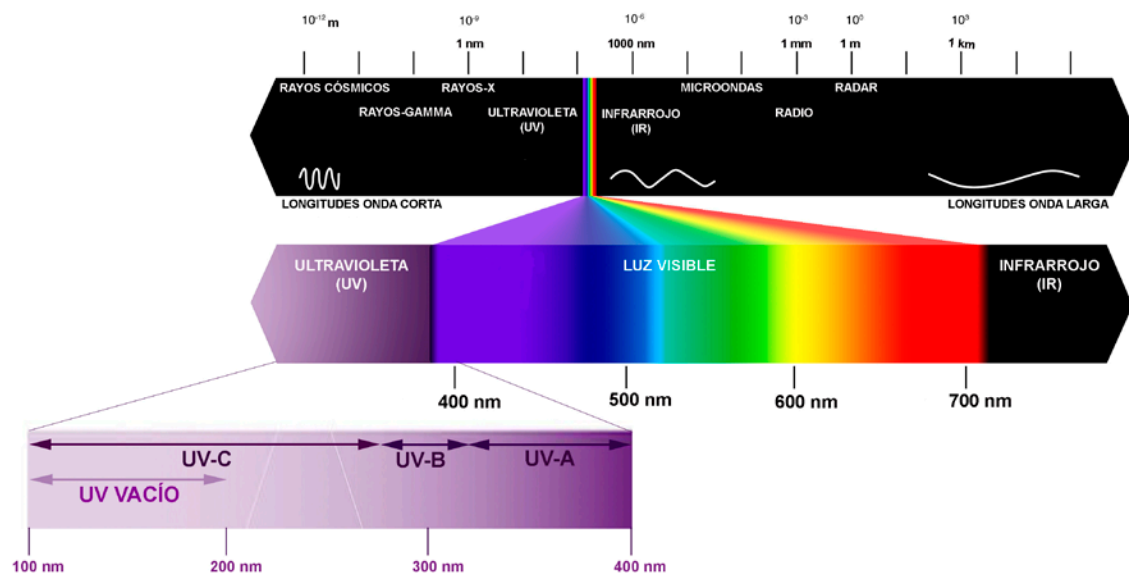 10⁻¹² m 10⁻⁹ 10⁻⁶ 10⁻³ 10⁰ 10³
1 nm 1000 nm 1 mm 1 m 1 km
RAYOS CÓSMICOS RAYOS-X MICROONDAS RADAR
RAYOS-GAMMA ULTRAVIOLETA INFRARROJO RADIO
(UV) (IR)
LONGITUDES ONDA CORTA LONGITUDES ONDA LARGA
ULTRAVIOLETA LUZ VISIBLE INFRARROJO
(UV) (IR)
400 nm 500 nm 600 nm 700 nm
UV-C UV-B UV-A
UV VACÍO
100 nm 200 nm 300 nm 400 nm